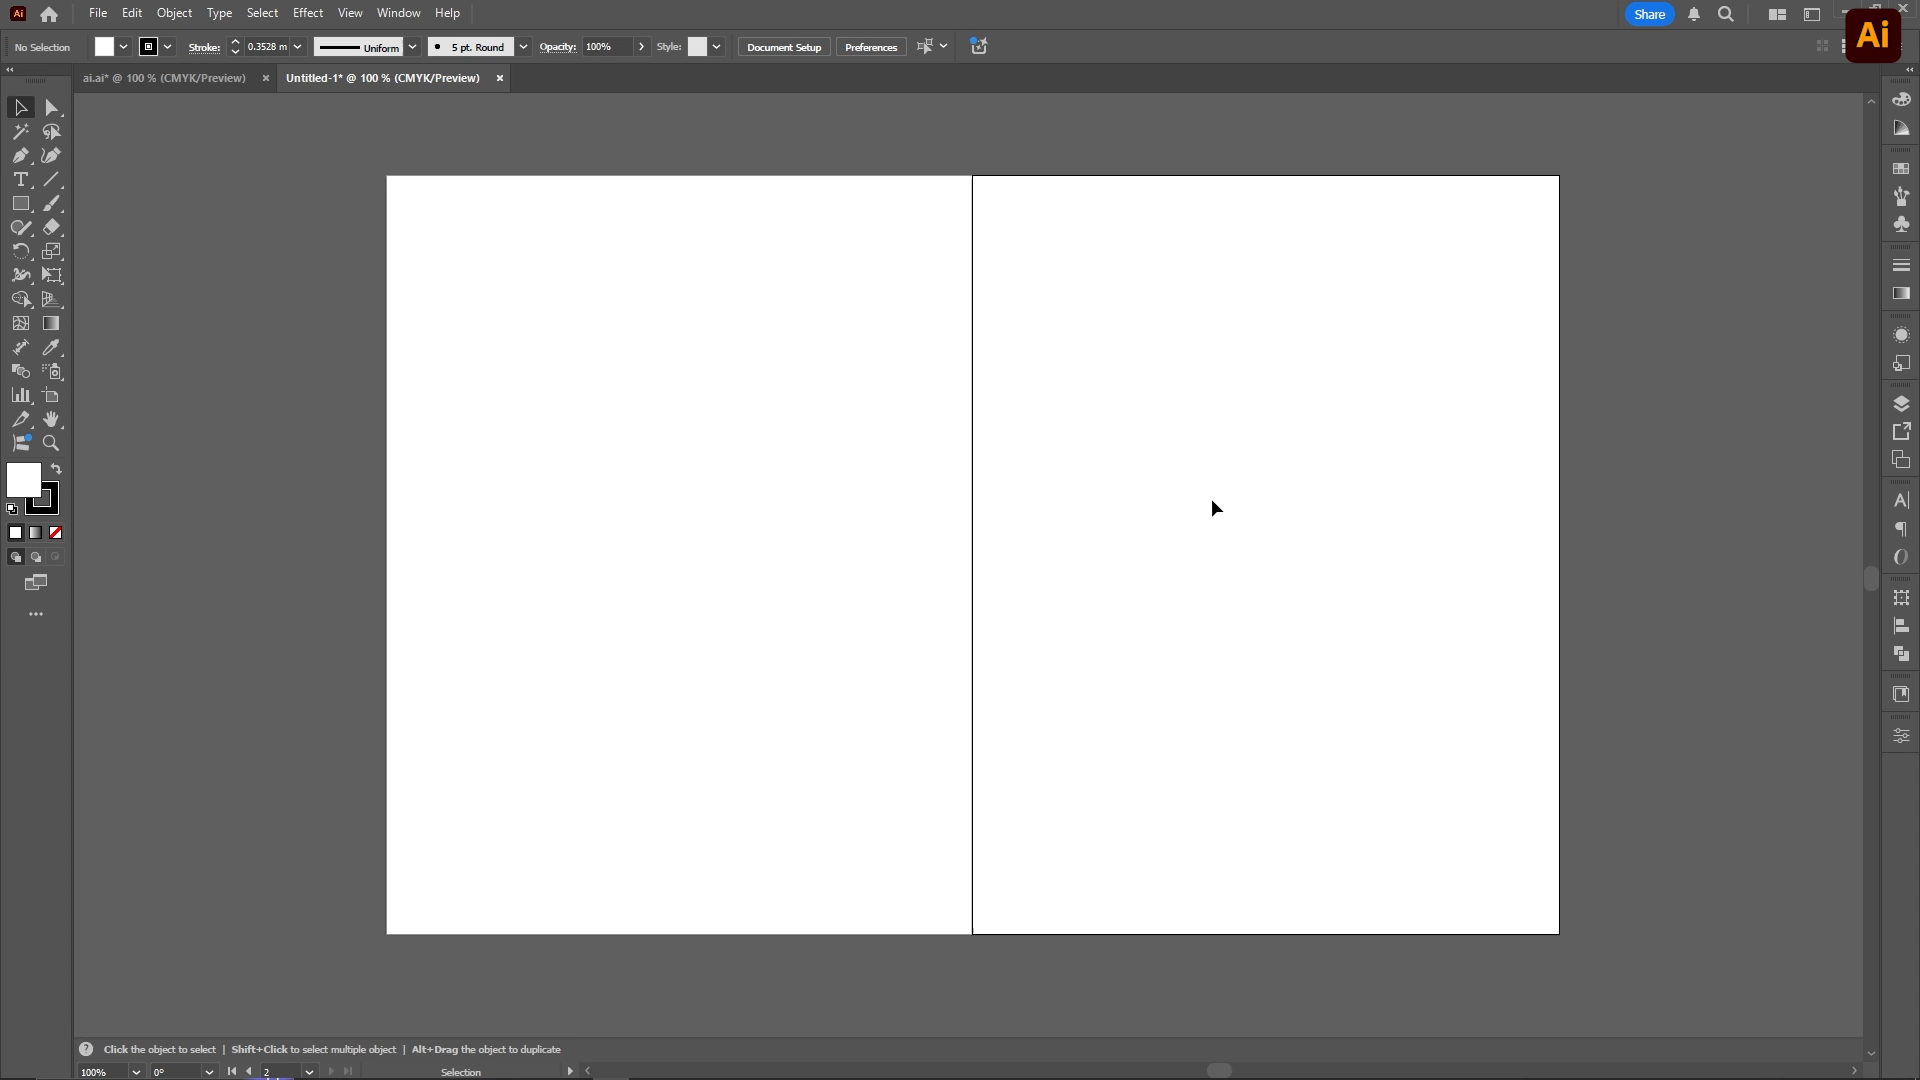 Ai File Edit Object Type Select Effect View Window Help Share
No Selection Stroke: 0.3528 m Uniform 5 pt. Round Opacity: 100% Style: Document Setup Preferences Ai
ai.ai* @ 100 % (CMYK/Preview) × Untitled-1* @ 100 % (CMYK/Preview) ×
Click the object to select | Shift+Click to select multiple object | Alt+Drag the object to duplicate
100% 0° 2 Selection